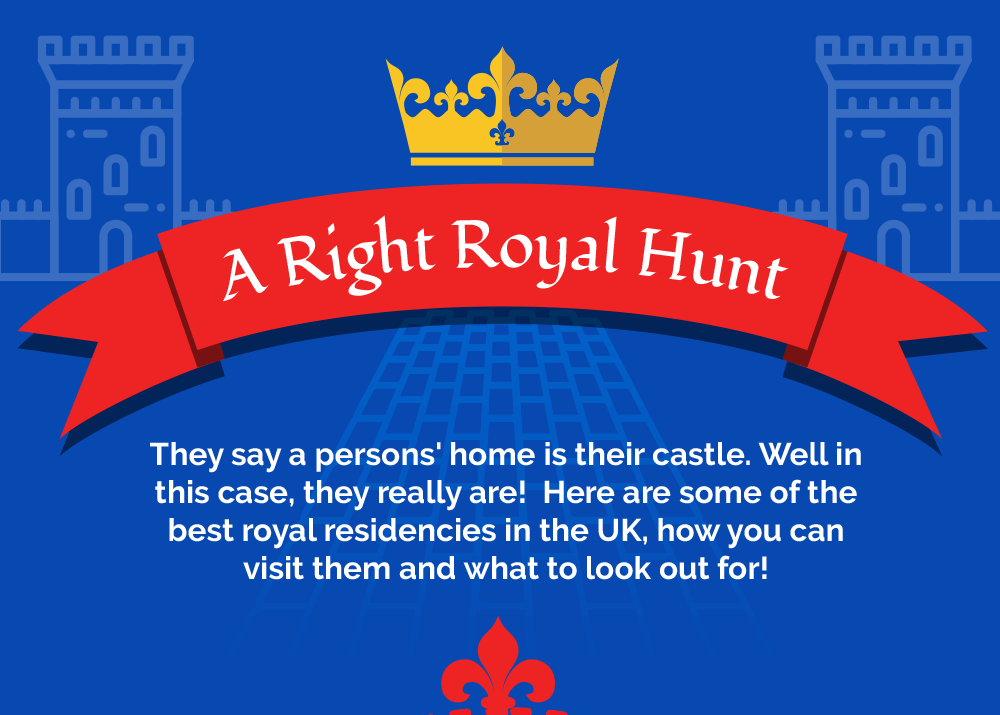 A Right Royal Hunt
They say a persons' home is their castle. Well in
this case, they really are!  Here are some of the
best royal residencies in the UK, how you can
visit them and what to look out for!